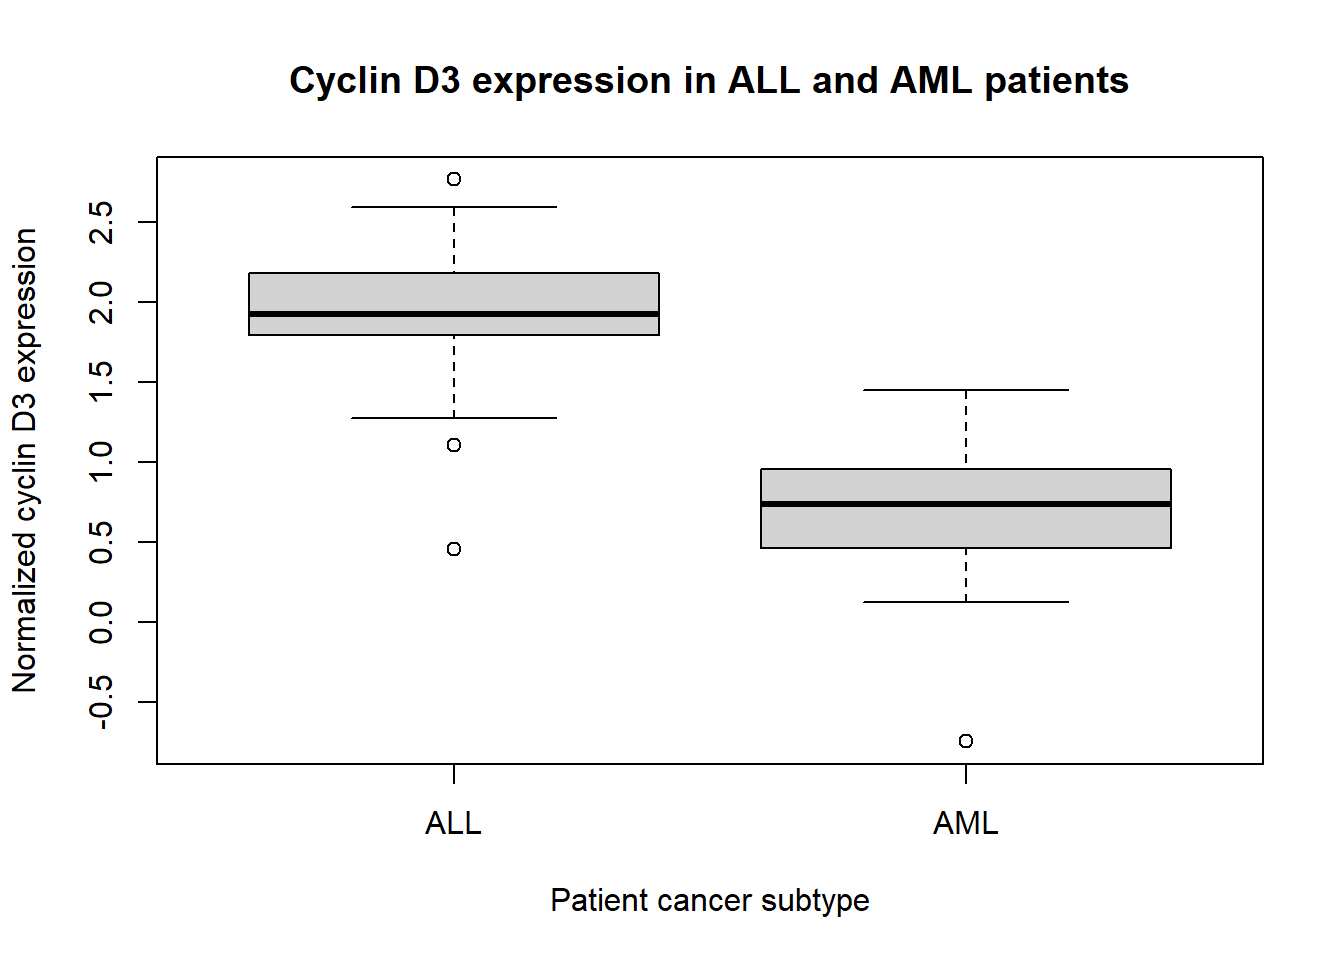 Cyclin D3 expression in ALL and AML patients
Normalized cyclin D3 expression
2.5
2.0
1.5
1.0
0.5
0.0
-0.5
ALL
AML
Patient cancer subtype